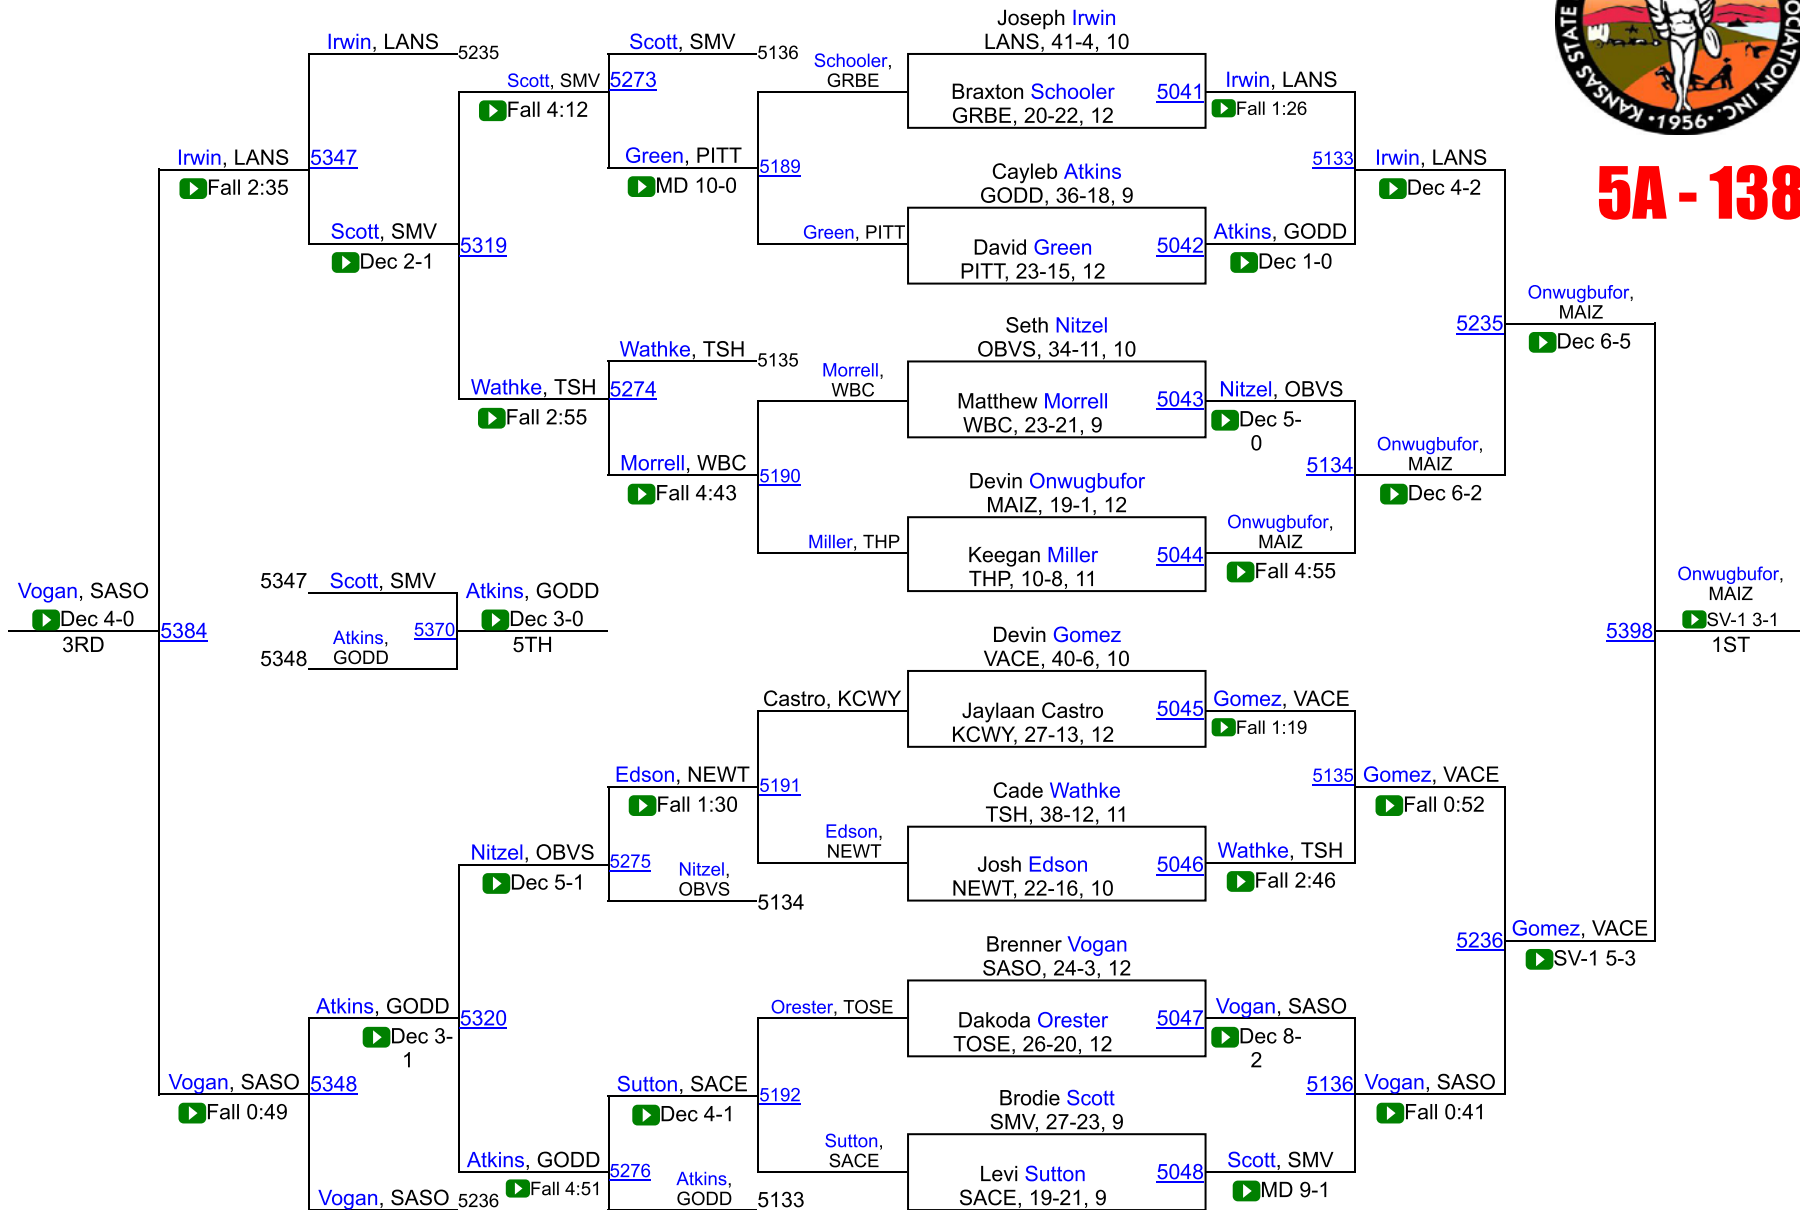 KANSAS STATE
OCIATION, INC.
•1956•
5A - 138
Joseph Irwin
LANS, 41-4, 10
Braxton Schooler
GRBE, 20-22, 12
5041
Cayleb Atkins
GODD, 36-18, 9
David Green
PITT, 23-15, 12
5042
Seth Nitzel
OBVS, 34-11, 10
Matthew Morrell
WBC, 23-21, 9
5043
Devin Onwugbufor
MAIZ, 19-1, 12
Keegan Miller
THP, 10-8, 11
5044
Devin Gomez
VACE, 40-6, 10
Jaylaan Castro
KCWY, 27-13, 12
5045
Cade Wathke
TSH, 38-12, 11
Josh Edson
NEWT, 22-16, 10
5046
Brenner Vogan
SASO, 24-3, 12
Dakoda Orester
TOSE, 26-20, 12
5047
Brodie Scott
SMV, 27-23, 9
Levi Sutton
SACE, 19-21, 9
5048
Irwin, LANS
Fall 1:26
5133
Atkins, GODD
Dec 1-0
Nitzel, OBVS
Dec 5-
0
5134
Onwugbufor,
MAIZ
Fall 4:55
Gomez, VACE
Fall 1:19
5135
Wathke, TSH
Fall 2:46
Vogan, SASO
Dec 8-
2
5136
Scott, SMV
MD 9-1
Irwin, LANS
Dec 4-2
5235
Onwugbufor,
MAIZ
Dec 6-2
Gomez, VACE
Fall 0:52
5236
Vogan, SASO
Fall 0:41
Onwugbufor,
MAIZ
Dec 6-5
5398
Gomez, VACE
SV-1 5-3
Onwugbufor,
MAIZ
SV-1 3-1
1ST
Schooler,
GRBE
5189
Green, PITT
Morrell,
WBC
5190
Miller, THP
Castro, KCWY
5191
Edson,
NEWT
Orester, TOSE
5192
Sutton,
SACE
Scott, SMV
5136
5273
Green, PITT
MD 10-0
Wathke, TSH
5135
5274
Morrell, WBC
Fall 4:43
Edson, NEWT
Fall 1:30
5275
Nitzel,
OBVS
5134
Sutton, SACE
Dec 4-1
5276
Atkins,
GODD
5133
Scott, SMV
Fall 4:12
5319
Wathke, TSH
Fall 2:55
Nitzel, OBVS
Dec 5-1
5320
Atkins, GODD
Fall 4:51
Irwin, LANS
5235
5347
Scott, SMV
Dec 2-1
Atkins, GODD
Dec 3-
1
5348
Vogan, SASO
5236
Irwin, LANS
Fall 2:35
5384
Vogan, SASO
Fall 0:49
Vogan, SASO
Dec 4-0
3RD
5347
Scott, SMV
5370
5348
Atkins,
GODD
Atkins, GODD
Dec 3-0
5TH